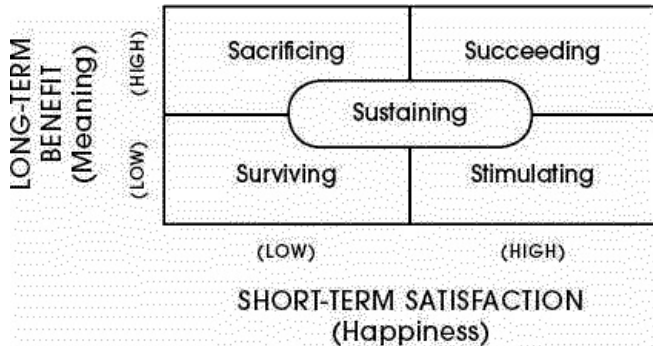 LONG-TERM
BENEFIT
(Meaning)
(HIGH)
(LOW)
Sacrificing
Succeeding
Sustaining
Surviving
Stimulating
(LOW)
(HIGH)
SHORT-TERM SATISFACTION
(Happiness)